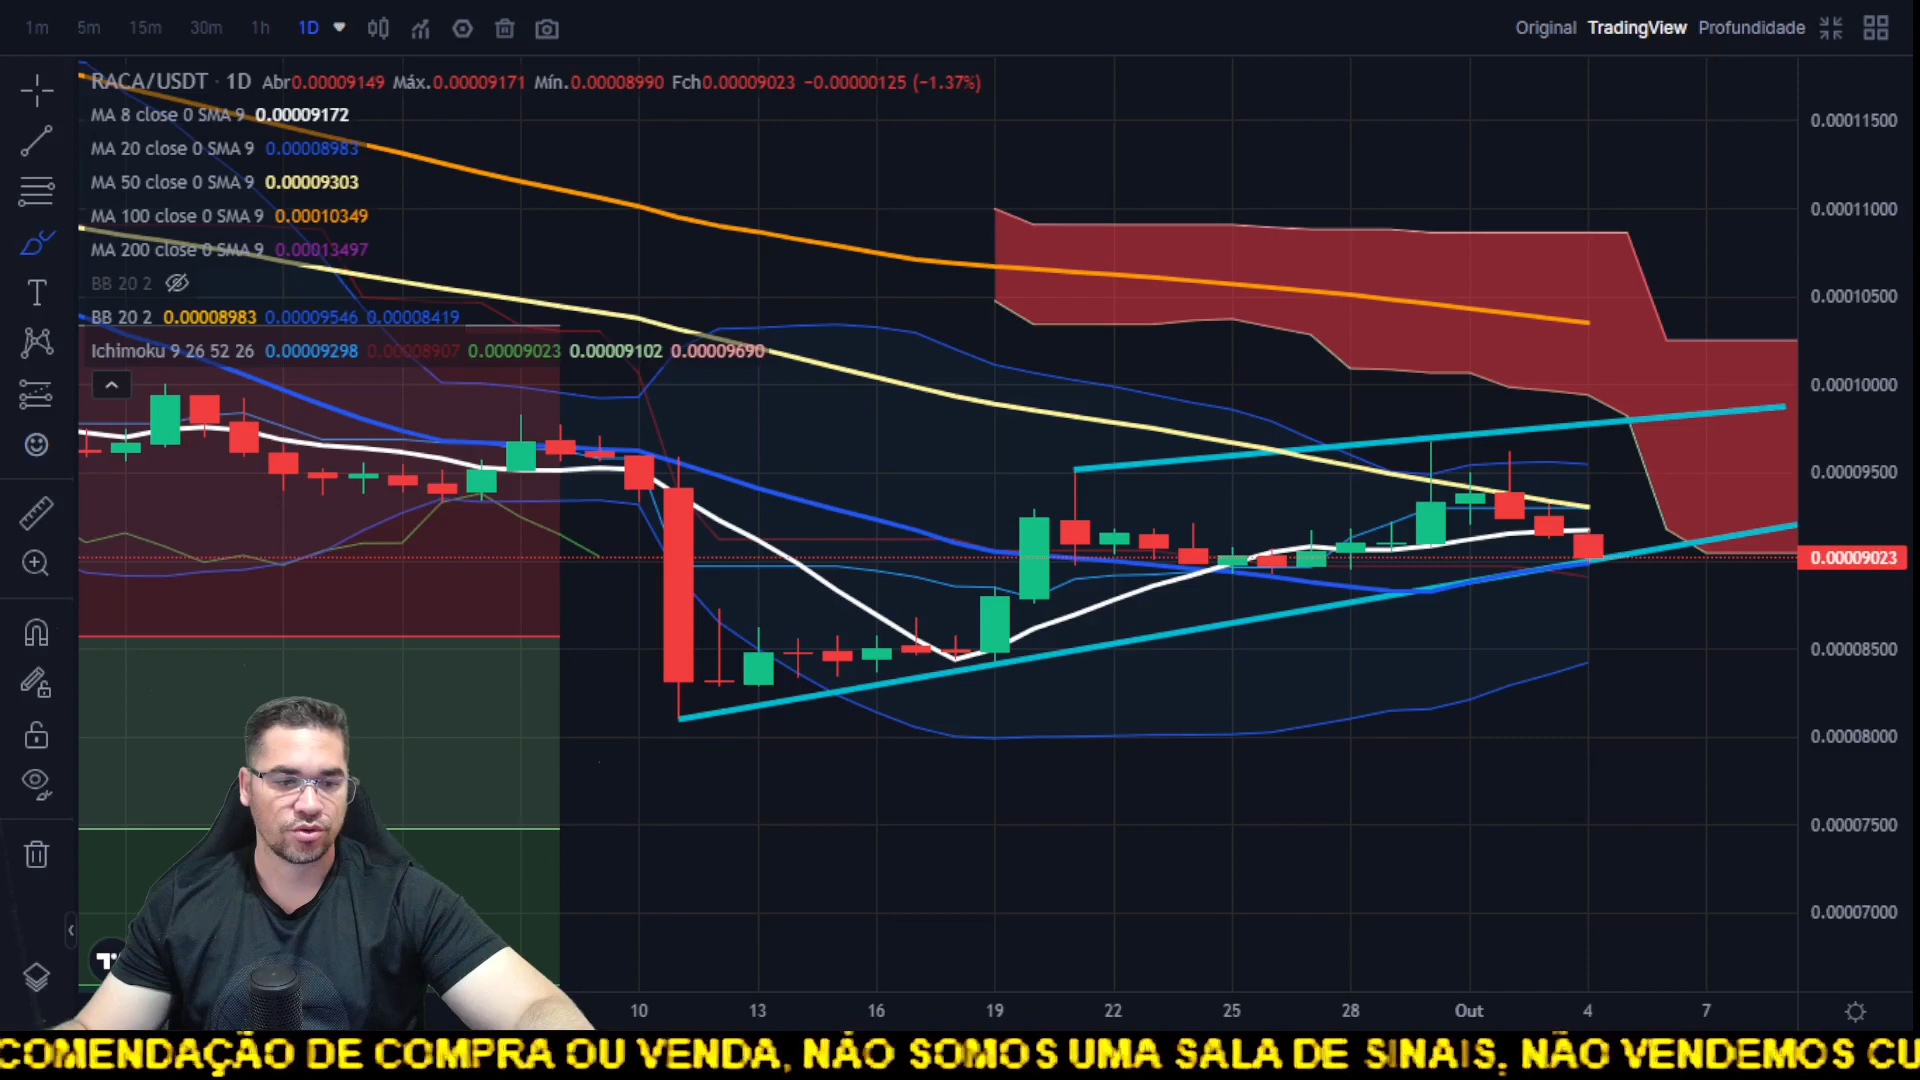 1m 5m 15m 30m 1h 1D
Original TradingView Profundidade
RACA/USDT · 1D Abr0.00009149 Máx.0.00009171 Mín.0.00008990 Fch0.00009023 −0.00000125 (−1.37%)
MA 8 close 0 SMA 9 0.00009172
MA 20 close 0 SMA 9 0.00008983
MA 50 close 0 SMA 9 0.00009303
MA 100 close 0 SMA 9 0.00010349
MA 200 close 0 SMA 9 0.00013497
BB 20 2
BB 20 2 0.00008983 0.00009546 0.00008419
Ichimoku 9 26 52 26 0.00009298 0.00008907 0.00009023 0.00009102 0.00009690
0.00011500
0.00011000
0.00010500
0.00010000
0.00009500
0.00009023
0.00008500
0.00008000
0.00007500
0.00007000
10 13 16 19 22 25 28 Out 4 7
COMENDAÇÃO DE COMPRA OU VENDA, NÃO SOMOS UMA SALA DE SINAIS, NÃO VENDEMOS CU